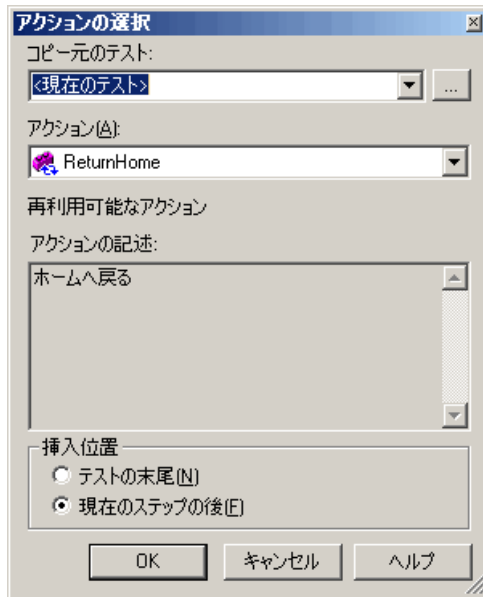 アクションの選択
コピー元のテスト:
<現在のテスト>
...
アクション(A):
ReturnHome
再利用可能なアクション
アクションの記述:
ホームへ戻る
挿入位置
テストの末尾(N)
現在のステップの後(F)
OK キャンセル ヘルプ